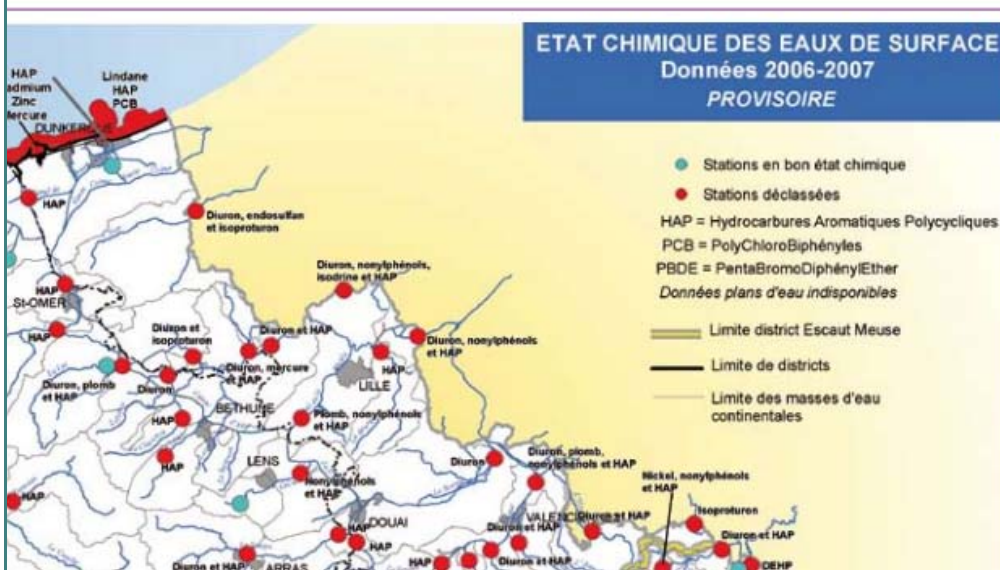 ETAT CHIMIQUE DES EAUX DE SURFACE
Données 2006-2007
PROVISOIRE
Stations en bon état chimique
Stations déclassées
HAP = Hydrocarbures Aromatiques Polycycliques
PCB = PolyChloroBiphényles
PBDE = PentaBromoDiphénylEther
Données plans d'eau indisponibles
Limite district Escaut Meuse
Limite de districts
Limite des masses d'eau
continentales
HAP
admium
Zinc
Mercure
Lindane
HAP
PCB
DUNKERQUE
HAP
Diuron, endosulfan
et isoproturon
HAP
St-OMER
HAP
Diuron, nonylphénols,
isodrine et HAP
Diuron et
isoproturon
Diuron et HAP
Diuron, nonylphénols
et HAP
Diuron, plomb
et HAP
Diuron
Diuron, mercure
et HAP
HAP
LILLE
BETHUNE
HAP
Plomb, nonylphénols
et HAP
HAP
LENS
Nonylphénols
et HAP
Diuron
Diuron, plomb,
nonylphénols et HAP
Nickel, nonylphénols
et HAP
HAP
HAP
DOUAI
HAP
VALENCI
Diuron et HAP
Diuron et HAP
Isoproturon
Diuron et HAP
Diuron et HAP
ARRAS
HAP
Diuron et HAP
DEHP